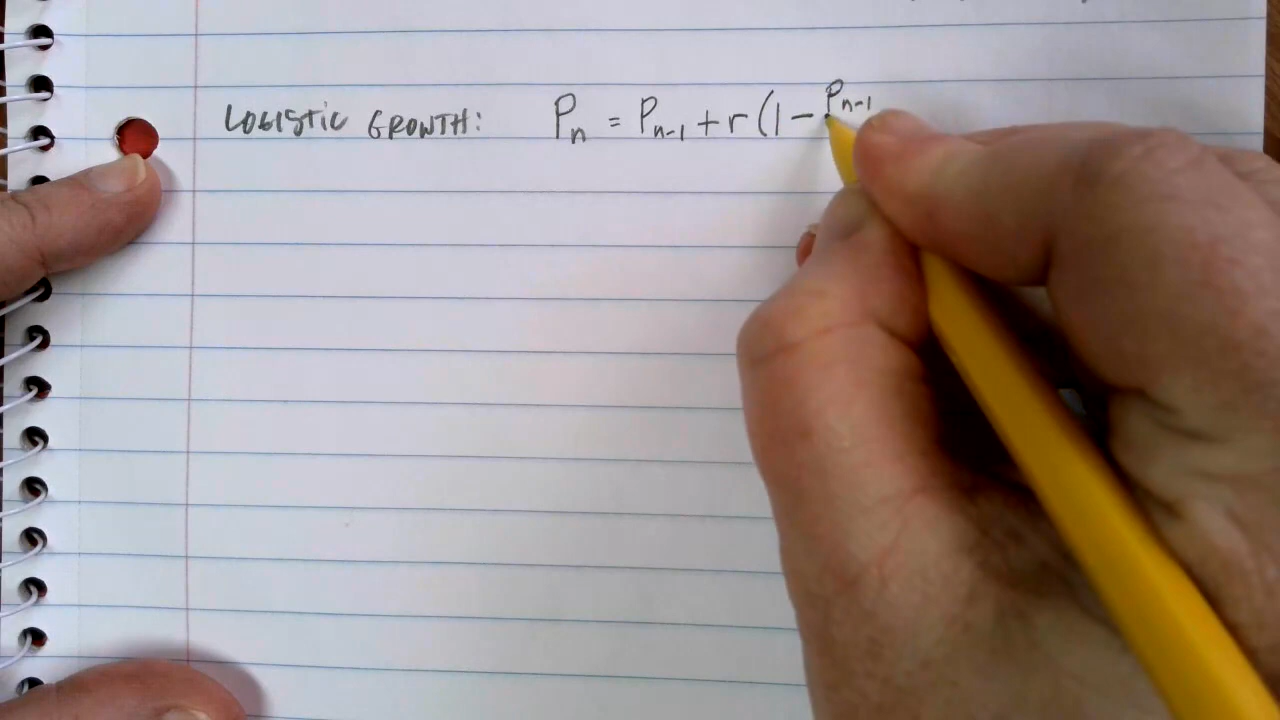 LOGISTIC GROWTH: Pₙ = Pₙ₋₁ + r(1 − Pₙ₋₁